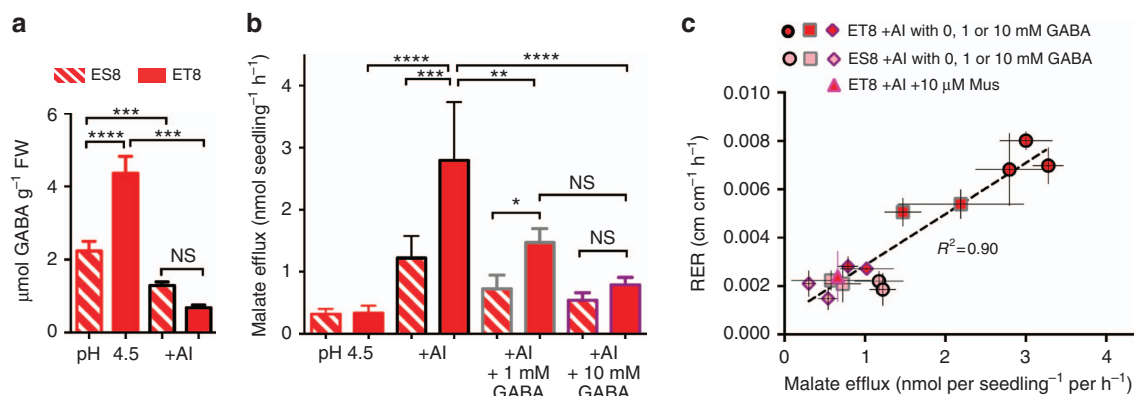 a
ES8 ET8
μmol GABA g⁻¹ FW
6
4
2
0
***
****
***
NS
pH 4.5 +Al
b
Malate efflux (nmol seedling⁻¹ h⁻¹)
4
3
2
1
0
****
****
***
**
NS
*
NS
pH 4.5 +Al +Al +Al
+ 1 mM + 10 mM
GABA GABA
c
ET8 +Al with 0, 1 or 10 mM GABA
ES8 +Al with 0, 1 or 10 mM GABA
ET8 +Al +10 μM Mus
RER (cm cm⁻¹ h⁻¹)
0.010
0.008
0.006
0.004
0.002
0.000
R²=0.90
0 1 2 3 4
Malate efflux (nmol per seedling⁻¹ per h⁻¹)